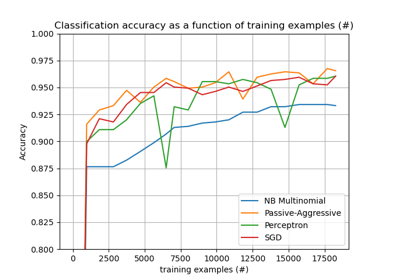 Classification accuracy as a function of training examples (#)
1.000
0.975
0.950
0.925
0.900
0.875
0.850
0.825
0.800
Accuracy
0
2500
5000
7500
10000
12500
15000
17500
training examples (#)
NB Multinomial
Passive-Aggressive
Perceptron
SGD